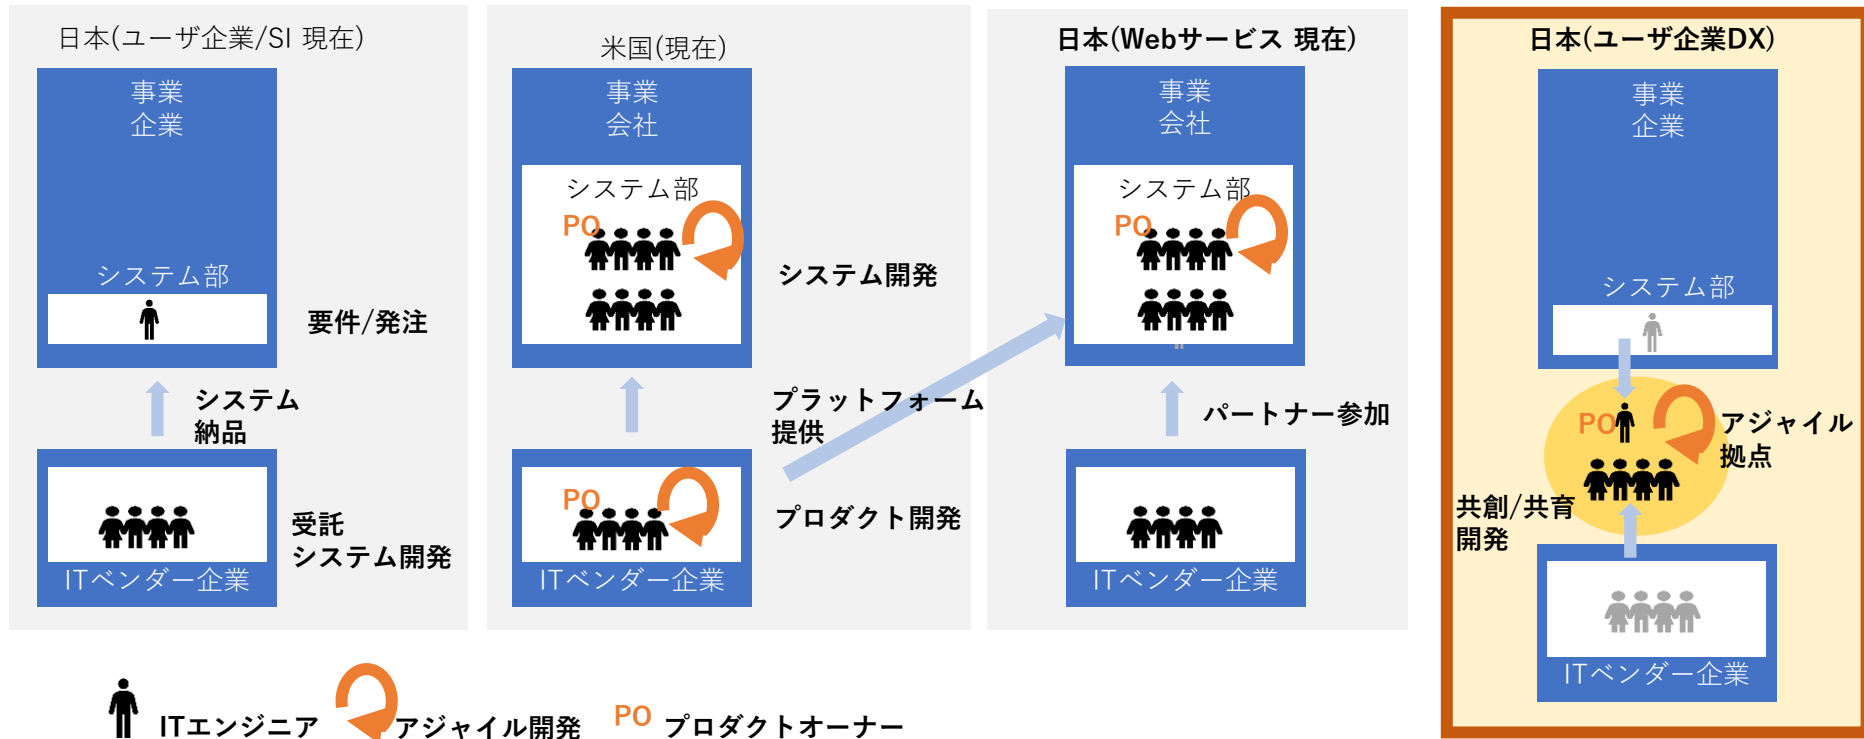 日本(ユーザ企業/SI 現在)
事業
企業
システム部
要件/発注
システム
納品
受託
システム開発
ITベンダー企業
米国(現在)
事業
会社
システム部
PO
システム開発
プラットフォーム
提供
PO
プロダクト開発
ITベンダー企業
日本(Webサービス 現在)
事業
会社
システム部
PO
パートナー参加
ITベンダー企業
日本(ユーザ企業DX)
事業
企業
システム部
PO
アジャイル
拠点
共創/共育
開発
ITベンダー企業
ITエンジニア
アジャイル開発
PO プロダクトオーナー